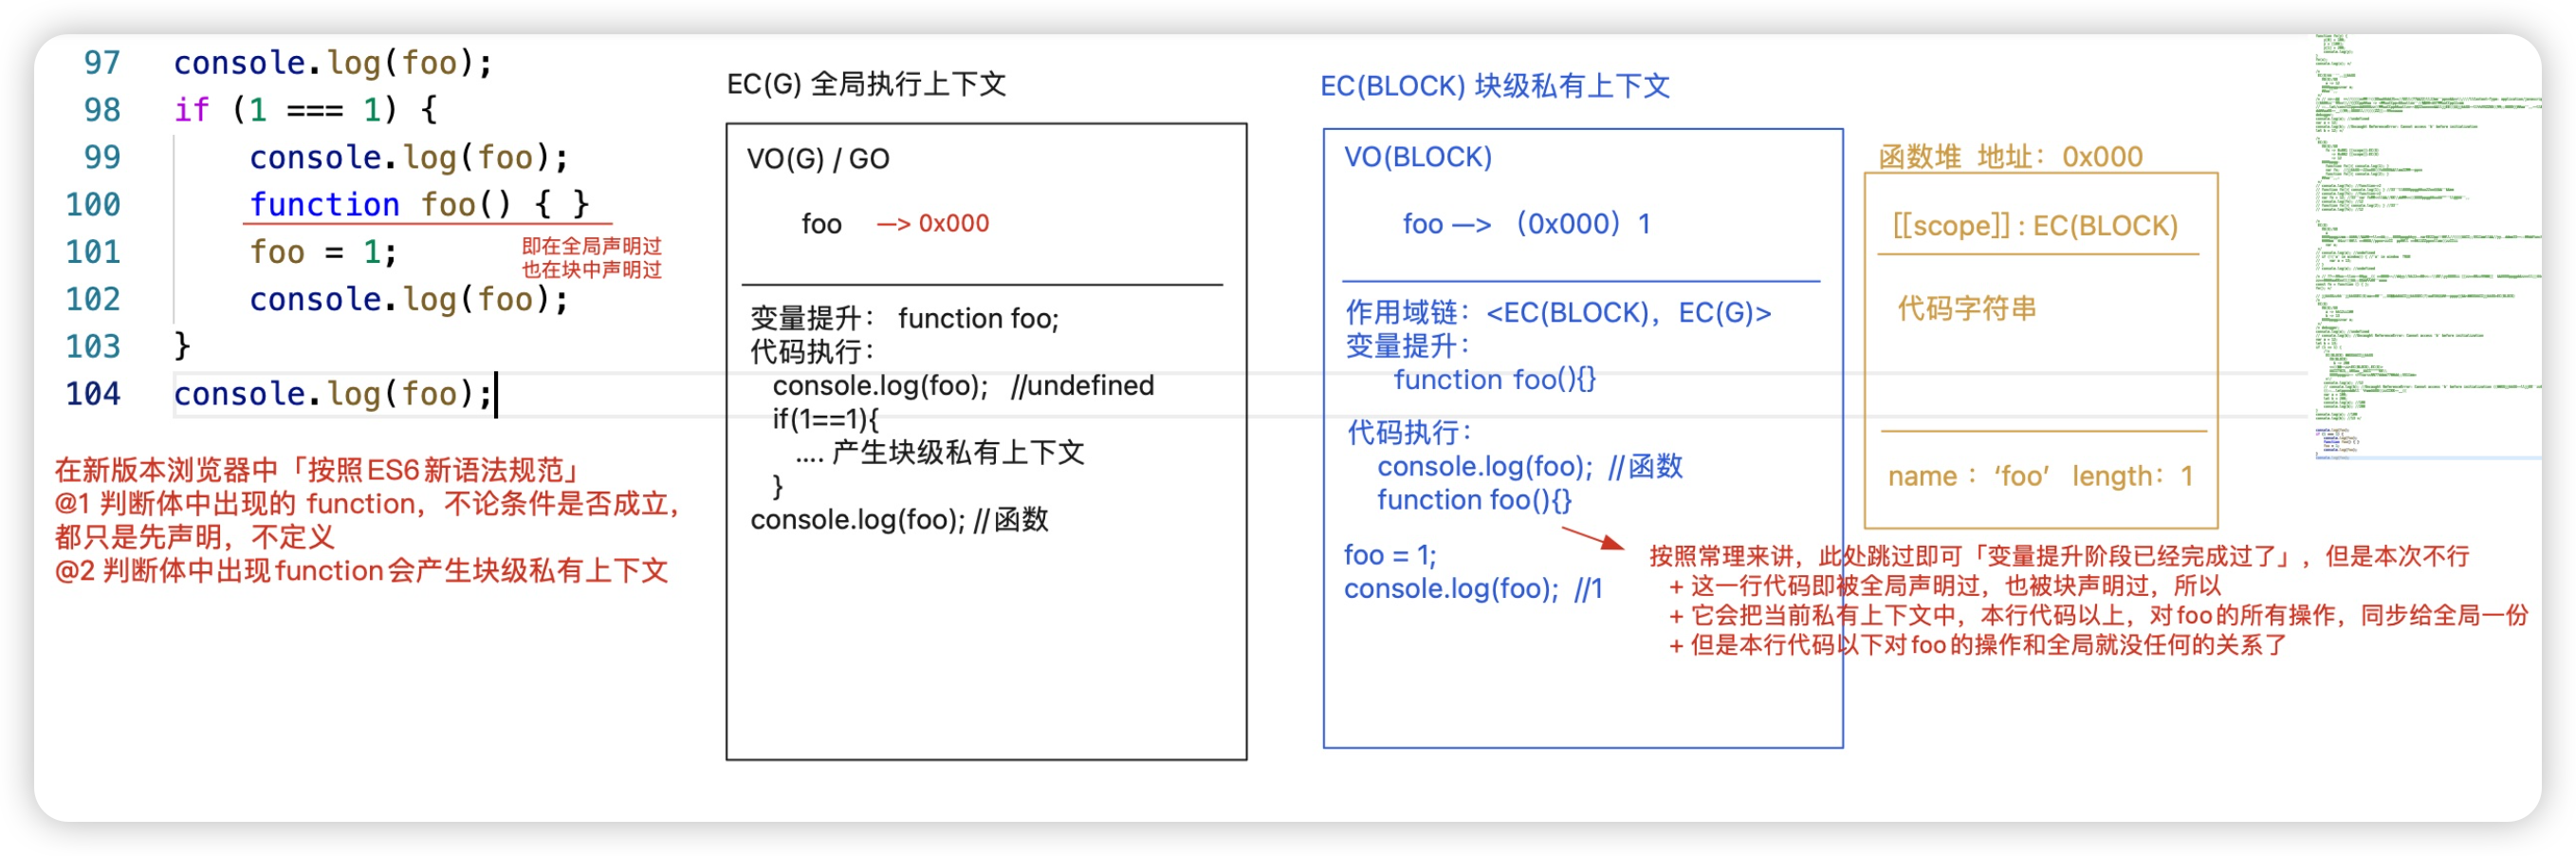 97 console.log(foo);
98 if (1 === 1) {
99 console.log(foo);
100 function foo() { }
101 foo = 1;
102 console.log(foo);
103 }
104 console.log(foo);
即在全局声明过
也在块中声明过
在新版本浏览器中「按照ES6新语法规范」
@1 判断体中出现的 function，不论条件是否成立，
都只是先声明，不定义
@2 判断体中出现function会产生块级私有上下文
EC(G) 全局执行上下文
VO(G) / GO
foo —> 0x000
变量提升： function foo;
代码执行：
console.log(foo); //undefined
if(1==1){
.... 产生块级私有上下文
}
console.log(foo); //函数
EC(BLOCK) 块级私有上下文
VO(BLOCK)
foo —> （0x000）1
作用域链：<EC(BLOCK)，EC(G)>
变量提升：
function foo(){}
代码执行：
console.log(foo); //函数
function foo(){}
foo = 1;
console.log(foo); //1
函数堆 地址：0x000
[[scope]] : EC(BLOCK)
代码字符串
name： ‘foo’ length：1
按照常理来讲，此处跳过即可「变量提升阶段已经完成过了」，但是本次不行
+ 这一行代码即被全局声明过，也被块声明过，所以
+ 它会把当前私有上下文中，本行代码以上，对foo的所有操作，同步给全局一份
+ 但是本行代码以下对foo的操作和全局就没任何的关系了